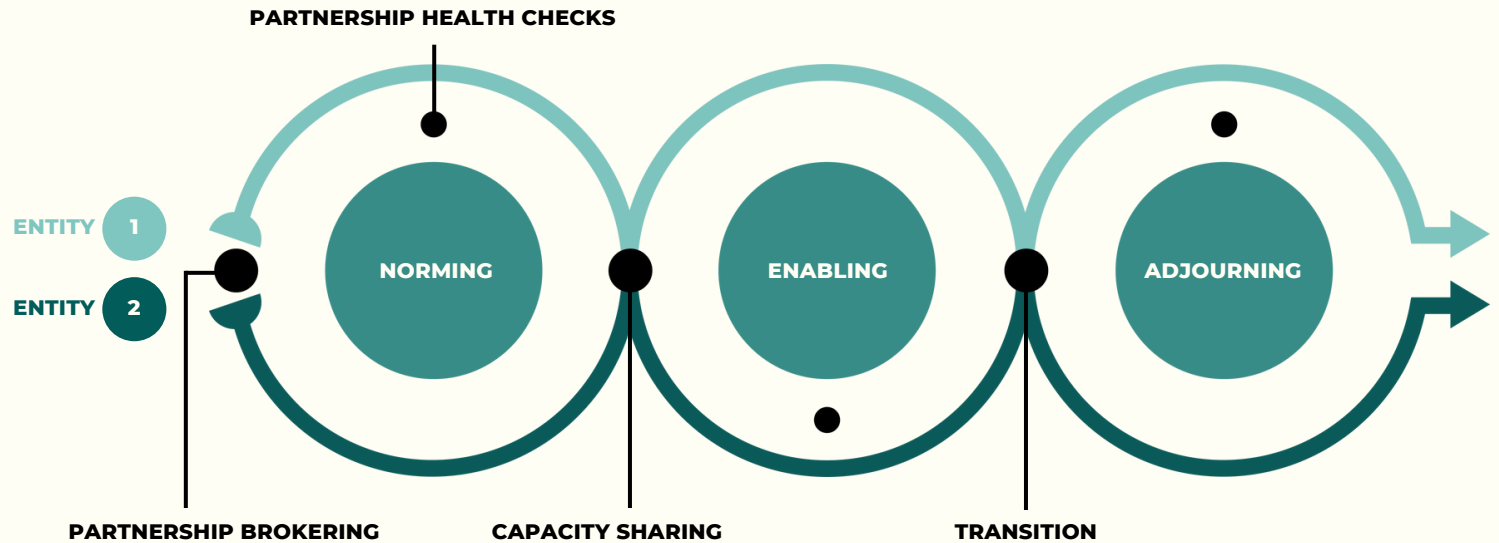 PARTNERSHIP HEALTH CHECKS
ENTITY 1
ENTITY 2
NORMING
ENABLING
ADJOURNING
PARTNERSHIP BROKERING
CAPACITY SHARING
TRANSITION